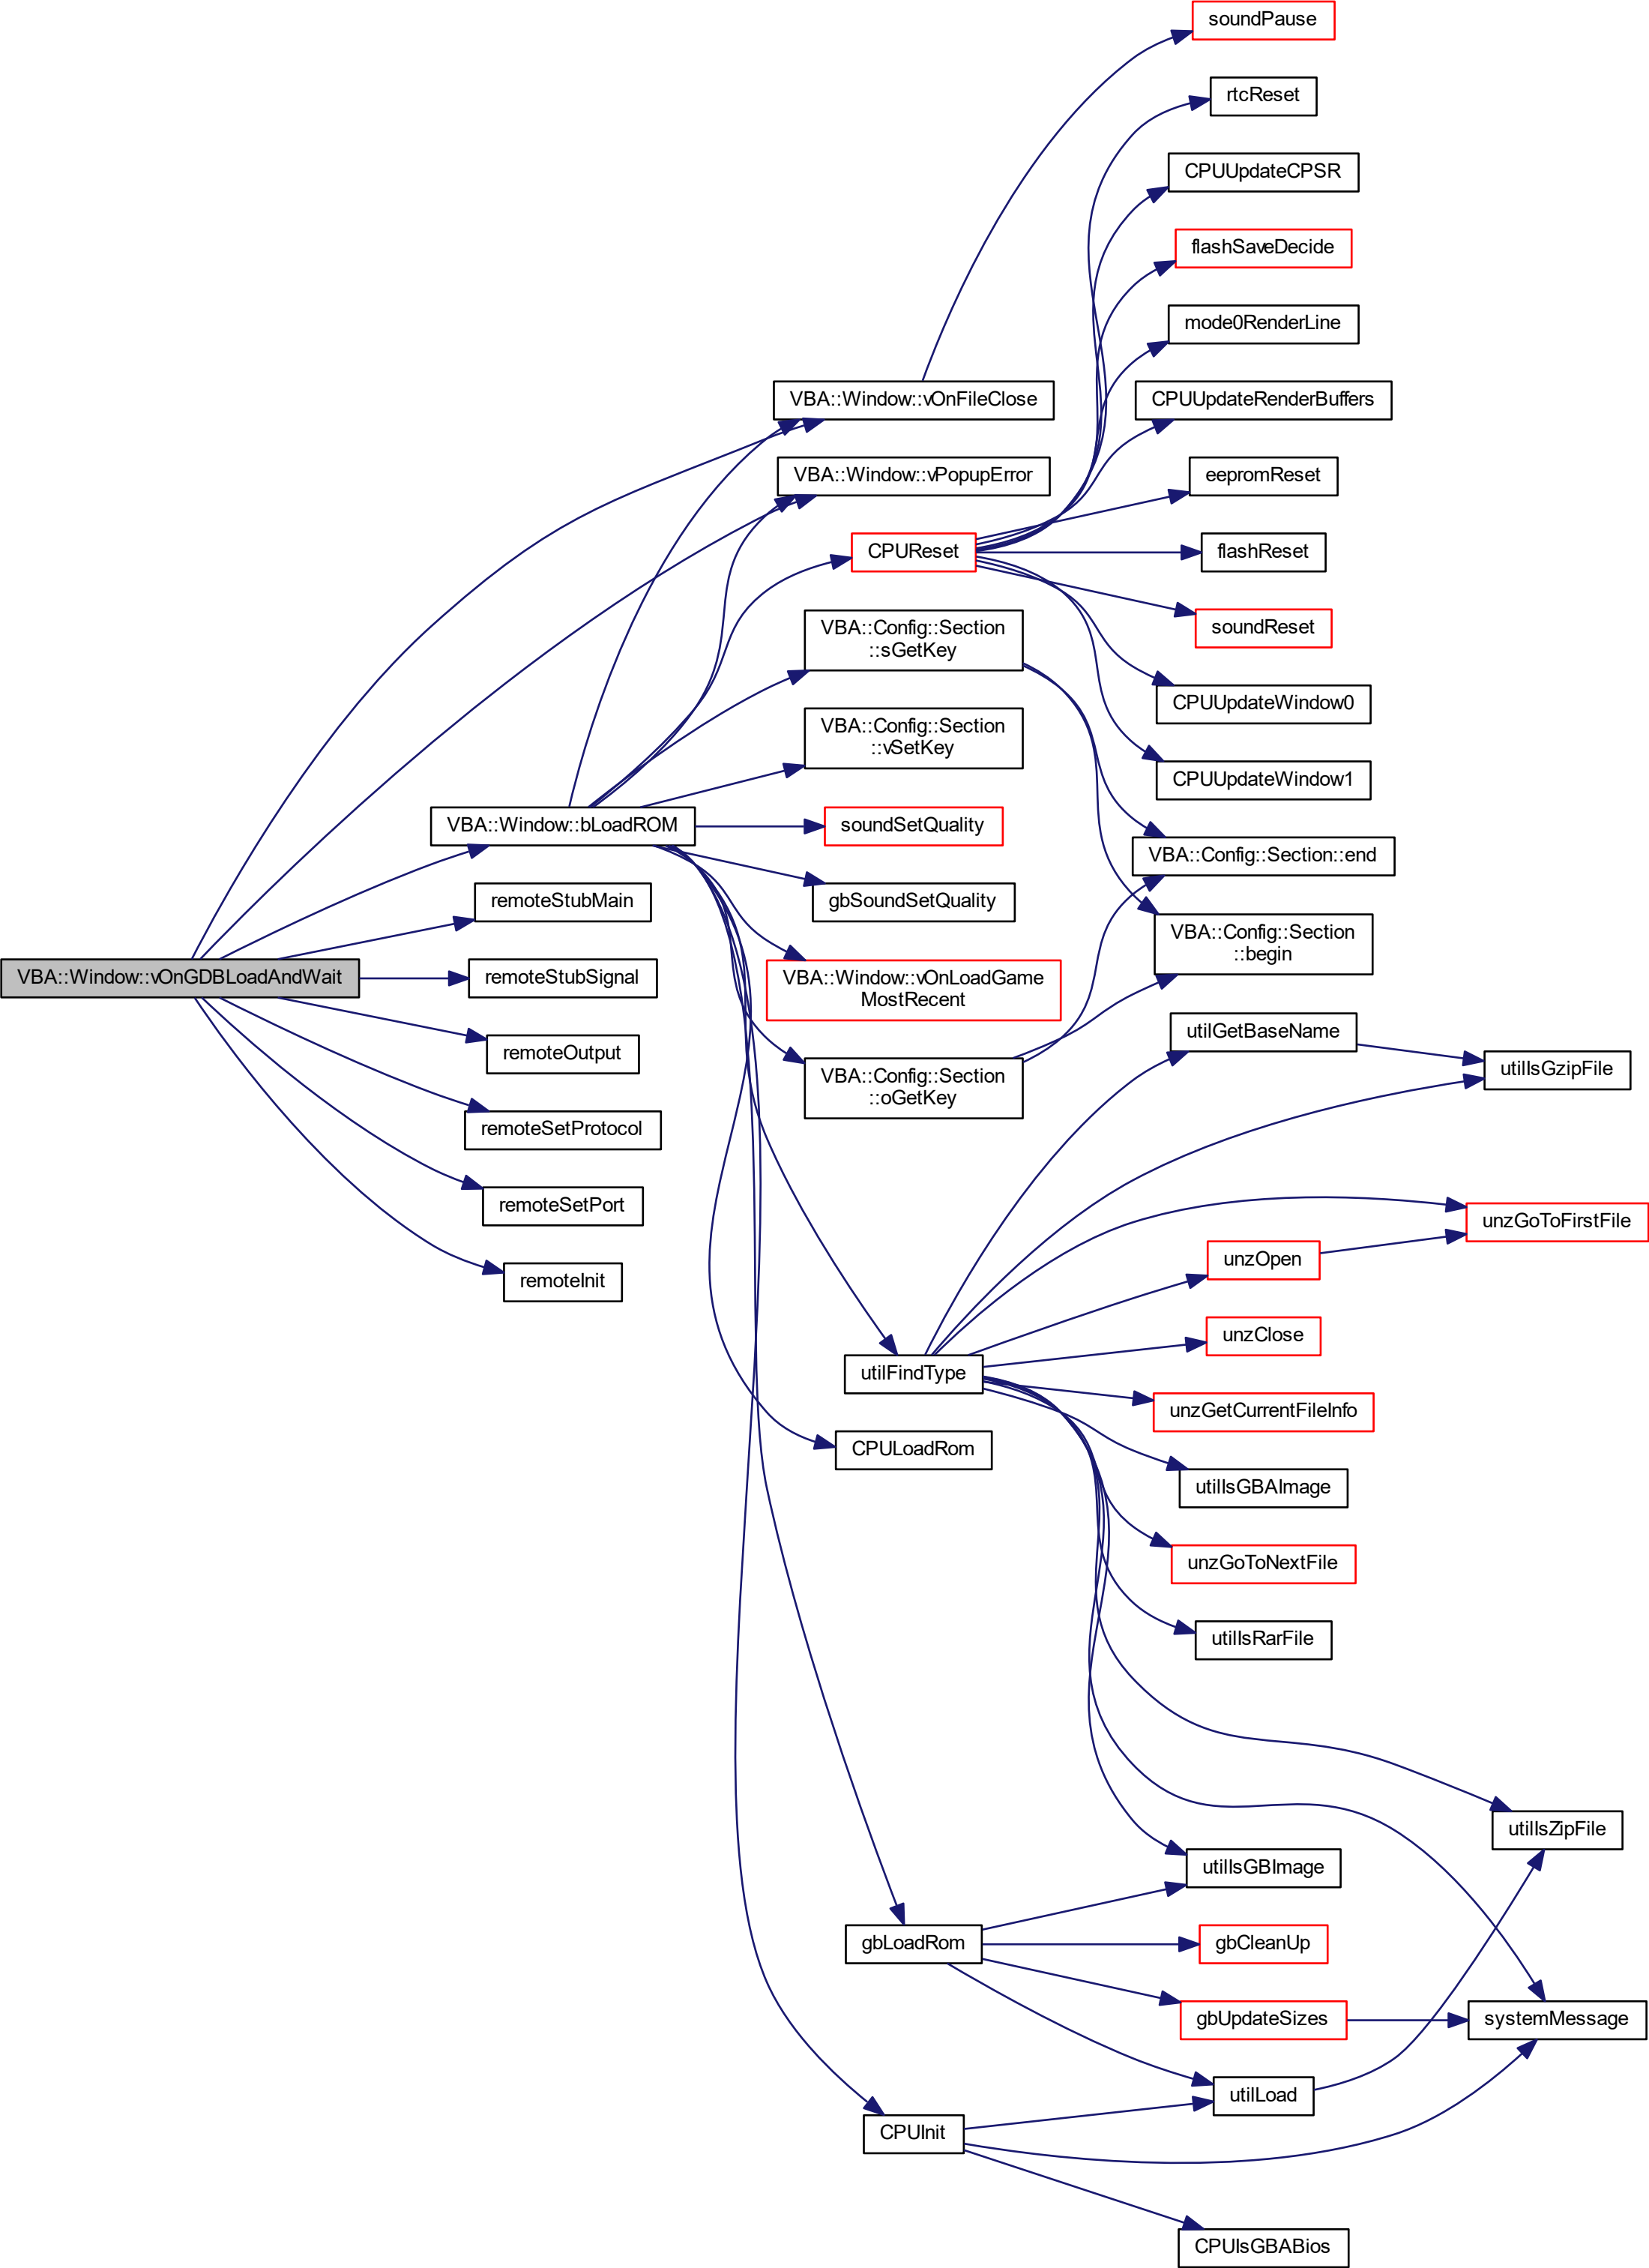 soundPause
rtcReset
CPUUpdateCPSR
flashSaveDecide
mode0RenderLine
VBA::Window::vOnFileClose
CPUUpdateRenderBuffers
VBA::Window::vPopupError
eepromReset
CPUReset
flashReset
soundReset
VBA::Config::Section
::sGetKey
CPUUpdateWindow0
VBA::Config::Section
::vSetKey
CPUUpdateWindow1
VBA::Window::bLoadROM
soundSetQuality
VBA::Config::Section::end
remoteStubMain
gbSoundSetQuality
VBA::Config::Section
::begin
VBA::Window::vOnGDBLoadAndWait
remoteStubSignal
VBA::Window::vOnLoadGame
MostRecent
utilGetBaseName
remoteOutput
utilIsGzipFile
VBA::Config::Section
::oGetKey
remoteSetProtocol
remoteSetPort
unzGoToFirstFile
unzOpen
remoteInit
unzClose
utilFindType
unzGetCurrentFileInfo
CPULoadRom
utilIsGBAImage
unzGoToNextFile
utilIsRarFile
utilIsZipFile
utilIsGBImage
gbLoadRom
gbCleanUp
gbUpdateSizes
systemMessage
utilLoad
CPUInit
CPUIsGBABios